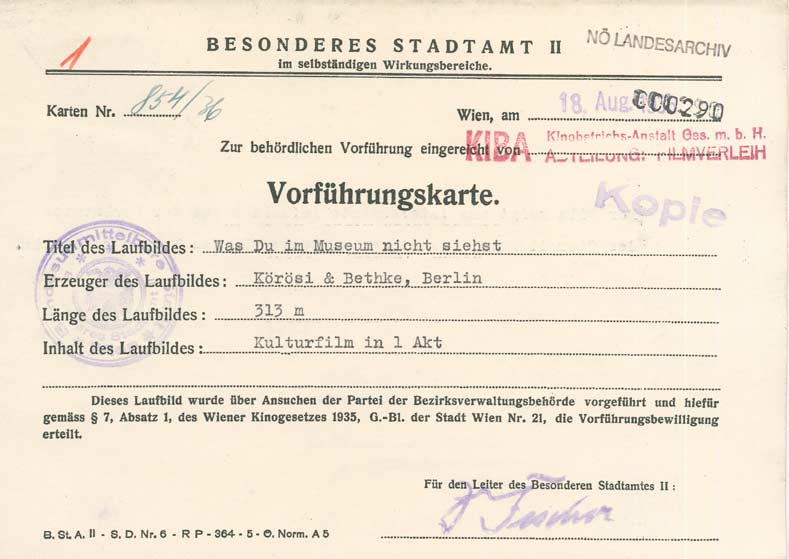 1
BESONDERES STADTAMT II
im selbständigen Wirkungsbereiche.
NÖ LANDESARCHIV
Karten Nr. 854/36
Wien, am 18. Aug.
000290
Zur behördlichen Vorführung eingereicht von
KIBA Kinobetriebs-Anstalt Ges. m. b. H.
ABTEILUNG: FILMVERLEIH
Vorführungskarte.
Kopie
Titel des Laufbildes: Was Du im Museum nicht siehst
Erzeuger des Laufbildes: Körösi & Bethke, Berlin
Länge des Laufbildes: 313 m
Inhalt des Laufbildes: Kulturfilm in 1 Akt
Dieses Laufbild wurde über Ansuchen der Partei der Bezirksverwaltungsbehörde vorgeführt und hiefür
gemäss § 7, Absatz 1, des Wiener Kinogesetzes 1935, G.-Bl. der Stadt Wien Nr. 21, die Vorführungsbewilligung
erteilt.
Für den Leiter des Besonderen Stadtamtes II:
B. St. A. II - S. D. Nr. 6 - R P - 364 - 5 - Ö. Norm. A 5